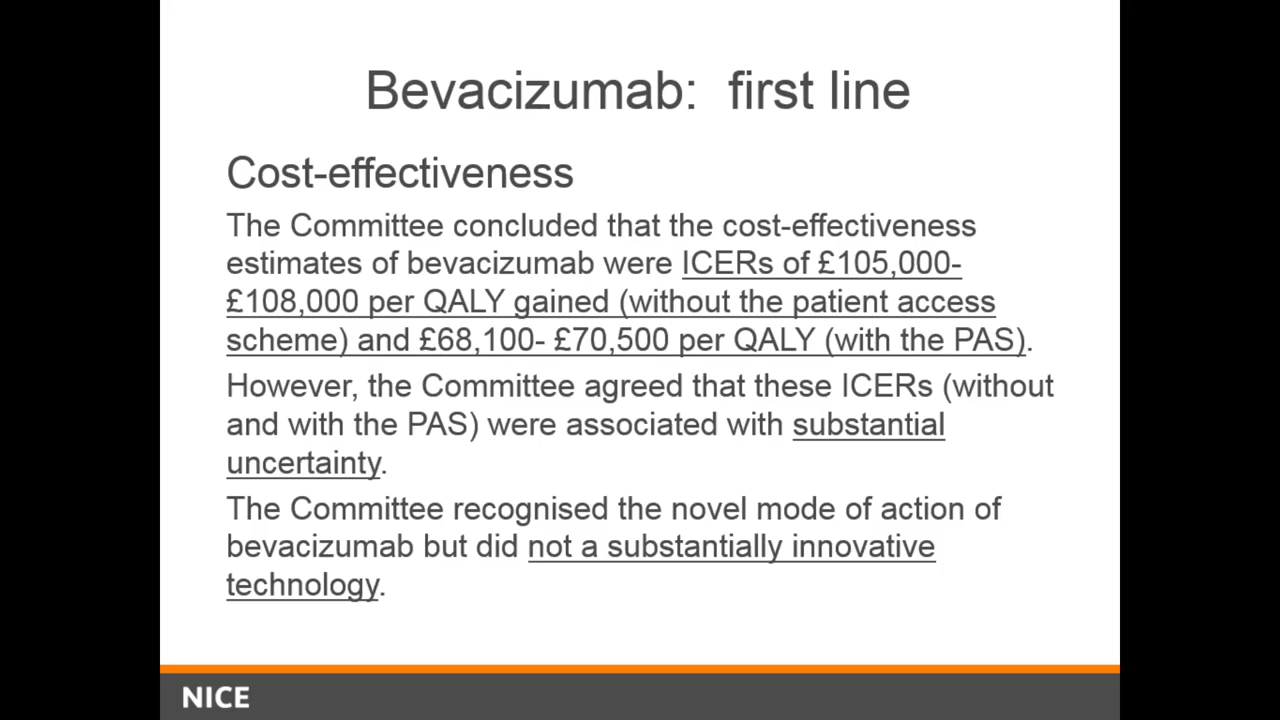 Bevacizumab: first line
Cost-effectiveness
The Committee concluded that the cost-effectiveness
estimates of bevacizumab were ICERs of £105,000-
£108,000 per QALY gained (without the patient access
scheme) and £68,100- £70,500 per QALY (with the PAS).
However, the Committee agreed that these ICERs (without
and with the PAS) were associated with substantial
uncertainty.
The Committee recognised the novel mode of action of
bevacizumab but did not a substantially innovative
technology.
NICE